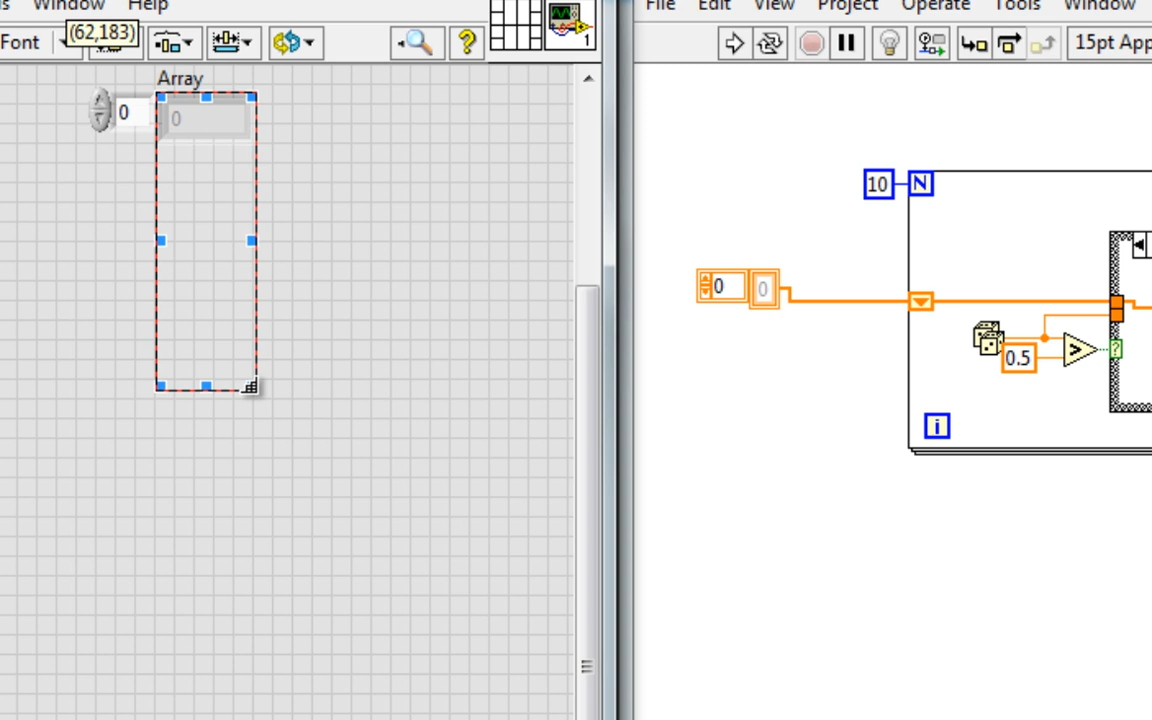 Window Help
(62,183)
Font
?
1
Array
0
0
File Edit View Project Operate Tools Window
15pt App
10
N
0
0
0.5
>
?
i